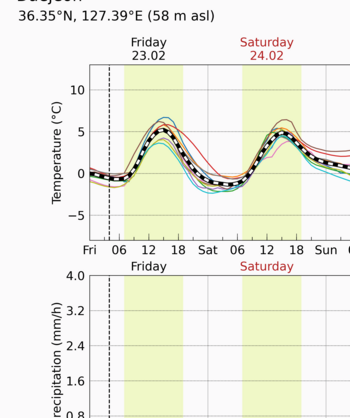 36.35°N, 127.39°E (58 m asl)
Friday
23.02
Saturday
24.02
Temperature (°C)
10
5
0
−5
Fri 06 12 18 Sat 06 12 18 Sun
Friday
Saturday
4.0
3.2
2.4
1.6
0.8
recipitation (mm/h)